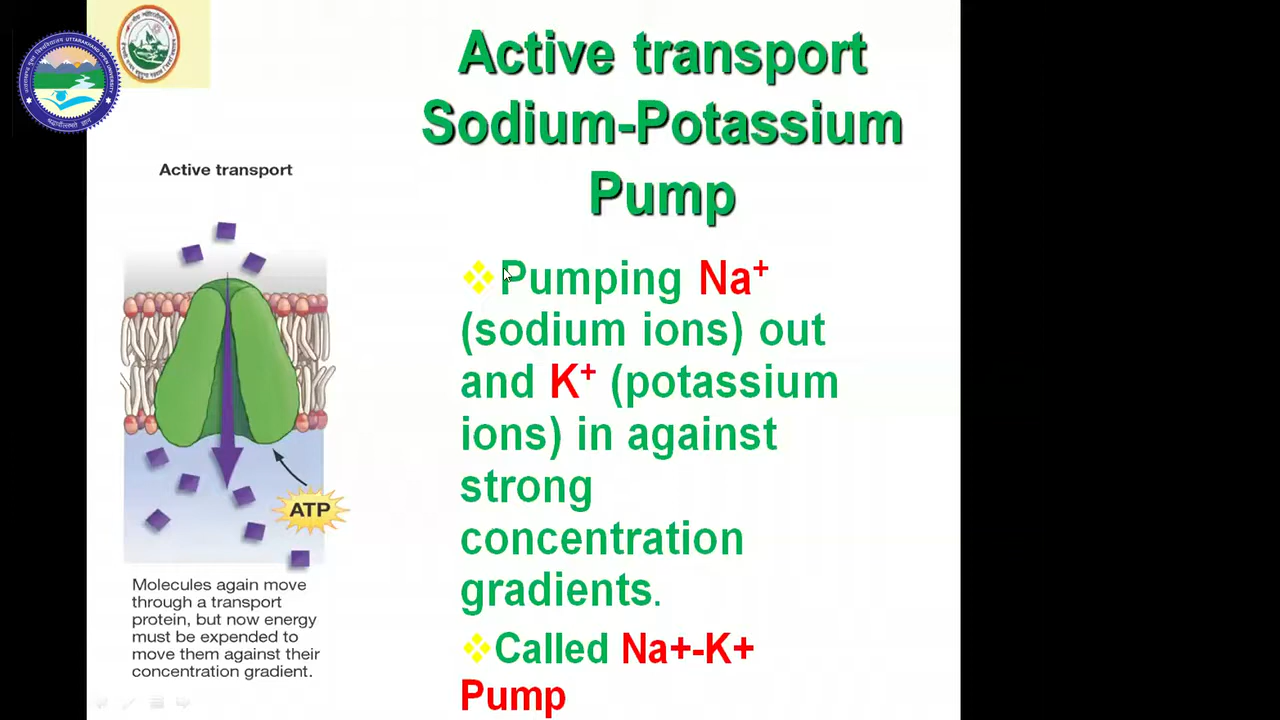 Active transport
Sodium-Potassium
Pump
Active transport
ATP
Molecules again move
through a transport
protein, but now energy
must be expended to
move them against their
concentration gradient.
❖Pumping Na⁺
(sodium ions) out
and K⁺ (potassium
ions) in against
strong
concentration
gradients.
❖Called Na+-K+
Pump